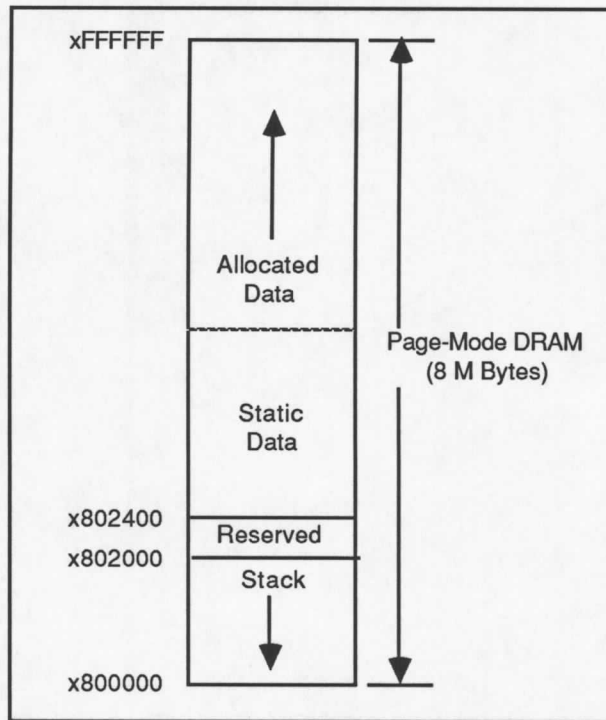 xFFFFFF
Allocated
Data
Page-Mode DRAM
(8 M Bytes)
Static
Data
x802400
Reserved
x802000
Stack
x800000